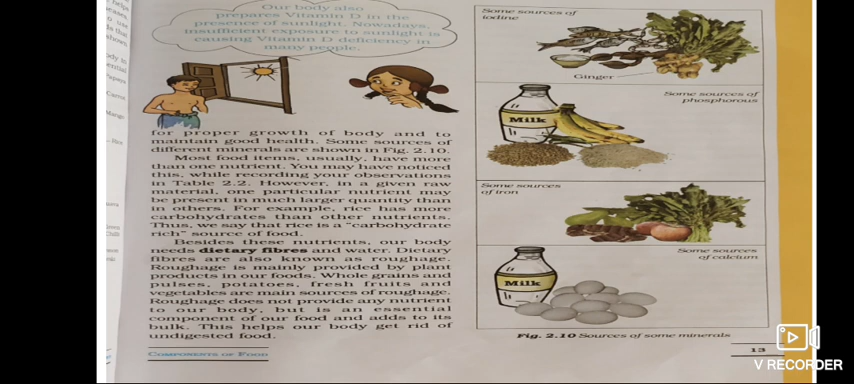 Our body also
prepares Vitamin D in the
presence of sunlight. Nowadays,
insufficient exposure to sunlight is
causing Vitamin D deficiency in
many people.
for proper growth of body and to
maintain good health. Some sources of
different minerals are shown in Fig. 2.10.
Most food items, usually, have more
than one nutrient. You may have noticed
this, while recording your observations
in Table 2.2. However, in a given raw
material, one particular nutrient may
be present in much larger quantity than
in others. For example, rice has more
carbohydrates than other nutrients.
Thus, we say that rice is a "carbohydrate
rich" source of food.
Besides these nutrients, our body
needs dietary fibres and water. Dietary
fibres are also known as roughage.
Roughage is mainly provided by plant
products in our foods. Whole grains and
pulses, potatoes, fresh fruits and
vegetables are main sources of roughage.
Roughage does not provide any nutrient
to our body, but is an essential
component of our food and adds to its
bulk. This helps our body get rid of
undigested food.
Components of Food
Some sources of
iodine
Ginger
Some sources of
phosphorous
Milk
Some sources
of iron
Some sources
of calcium
Milk
Fig. 2.10 Sources of some minerals
13
V RECORDER